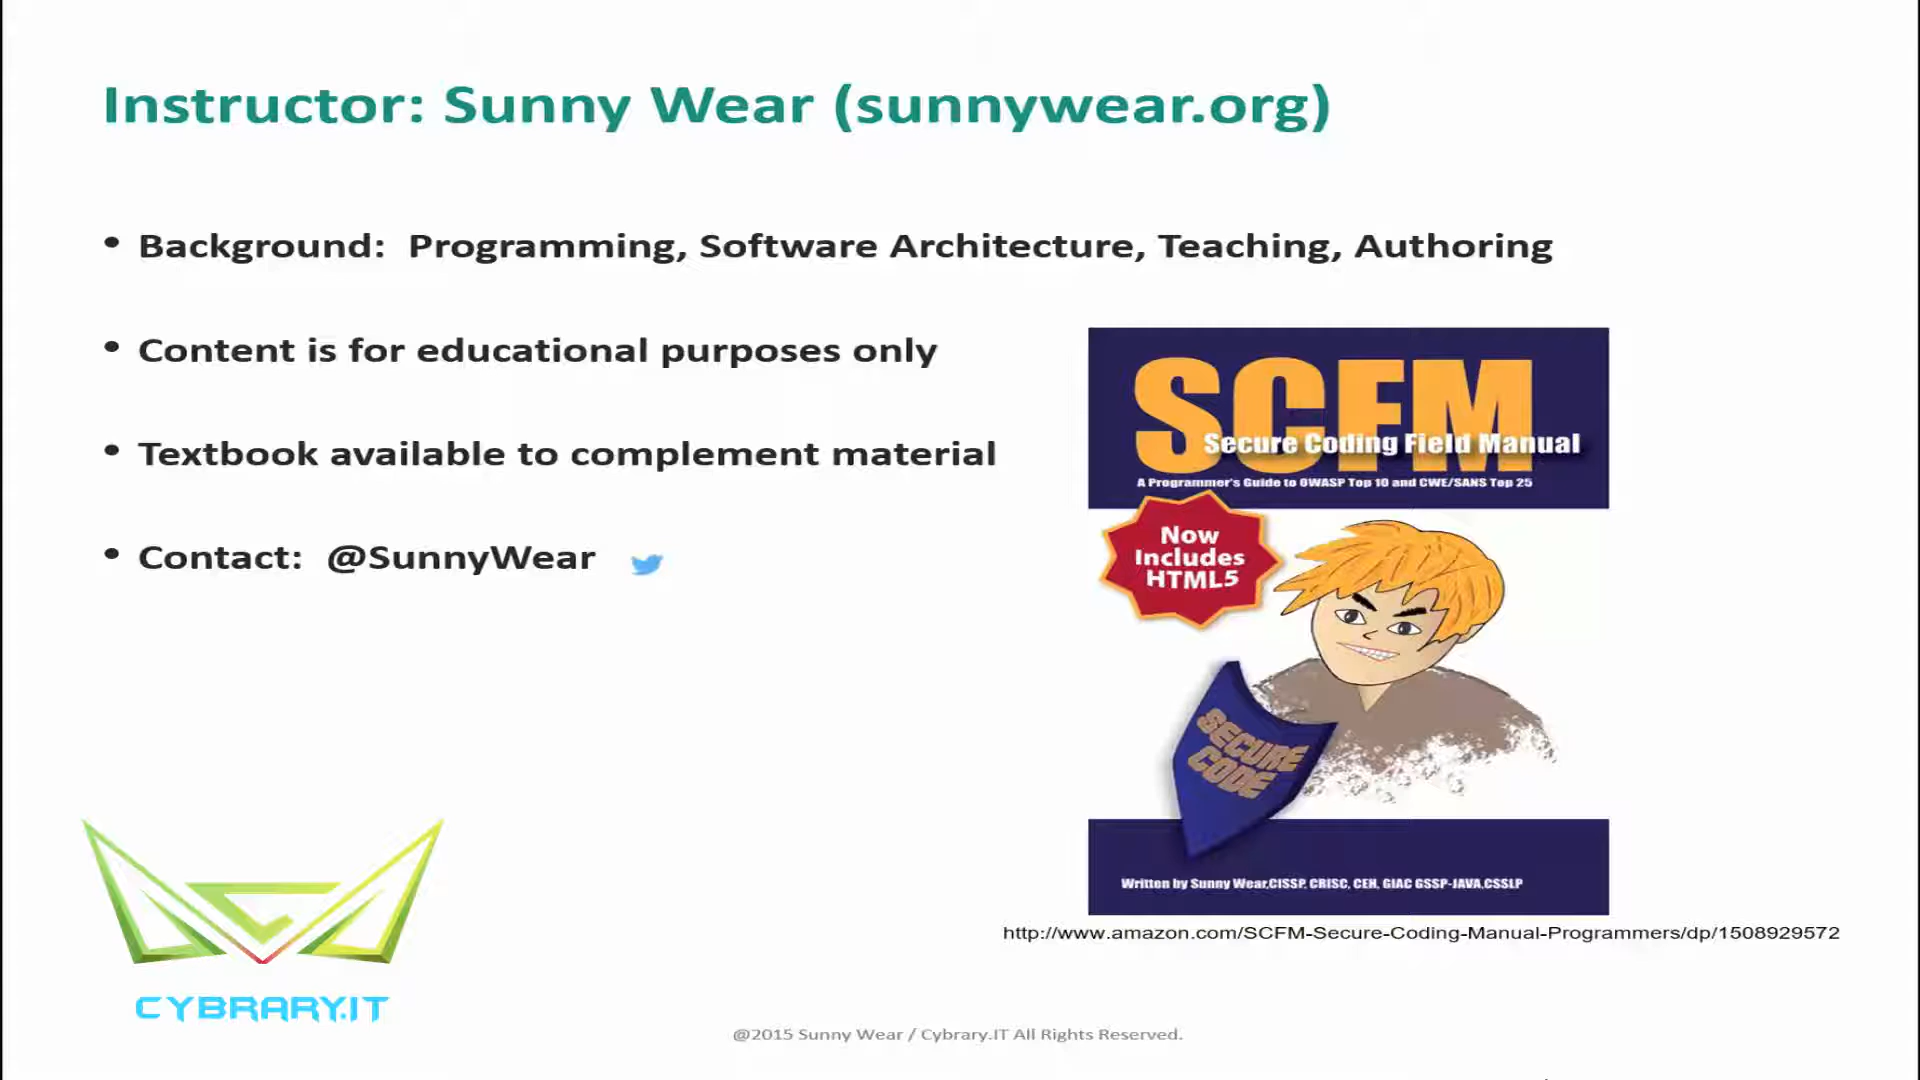 Instructor: Sunny Wear (sunnywear.org)
• Background:  Programming, Software Architecture, Teaching, Authoring
• Content is for educational purposes only
• Textbook available to complement material
• Contact:  @SunnyWear
SCFM
Secure Coding Field Manual
A Programmer's Guide to OWASP Top 10 and CWE/SANS Top 25
Now
Includes
HTML5
SECURE
CODE
Written by Sunny Wear,CISSP, CRISC, CEH, GIAC GSSP-JAVA,CSSLP
http://www.amazon.com/SCFM-Secure-Coding-Manual-Programmers/dp/1508929572
CYBRARY.IT
@2015 Sunny Wear / Cybrary.IT All Rights Reserved.